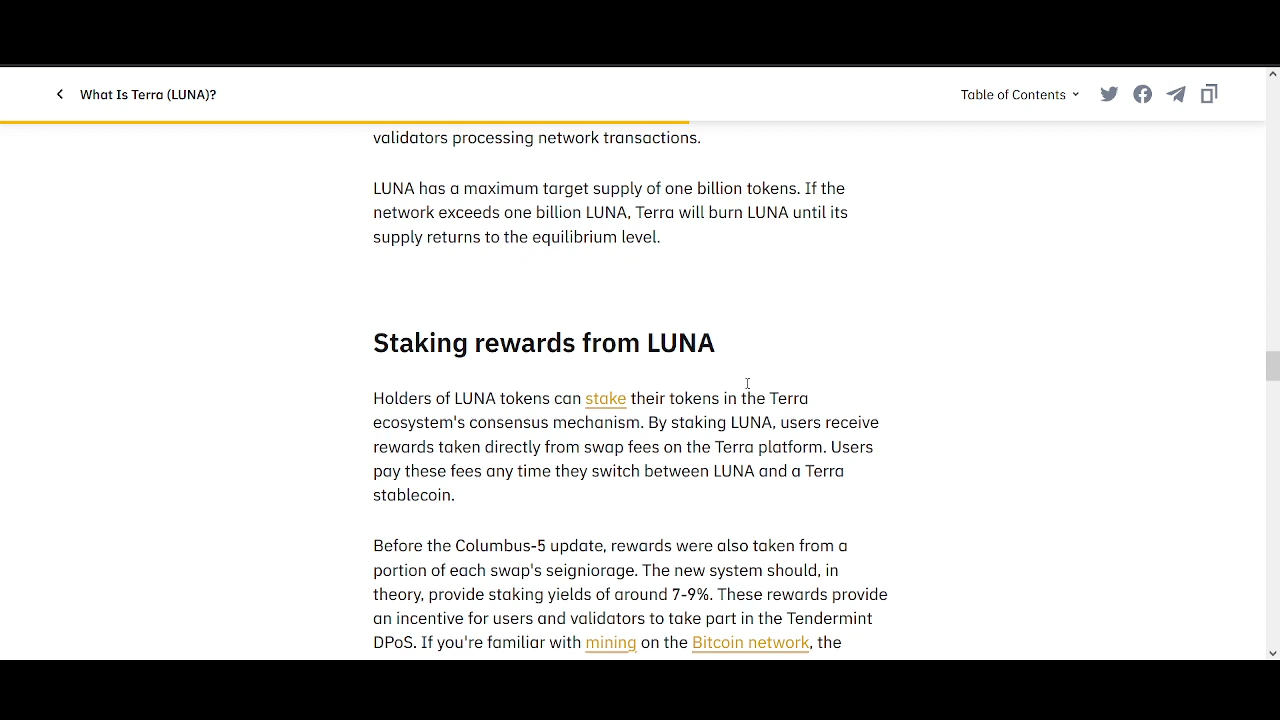 What Is Terra (LUNA)?
Table of Contents
validators processing network transactions.
LUNA has a maximum target supply of one billion tokens. If the
network exceeds one billion LUNA, Terra will burn LUNA until its
supply returns to the equilibrium level.
Staking rewards from LUNA
Holders of LUNA tokens can stake their tokens in the Terra
ecosystem's consensus mechanism. By staking LUNA, users receive
rewards taken directly from swap fees on the Terra platform. Users
pay these fees any time they switch between LUNA and a Terra
stablecoin.
Before the Columbus-5 update, rewards were also taken from a
portion of each swap's seigniorage. The new system should, in
theory, provide staking yields of around 7-9%. These rewards provide
an incentive for users and validators to take part in the Tendermint
DPoS. If you're familiar with mining on the Bitcoin network, the